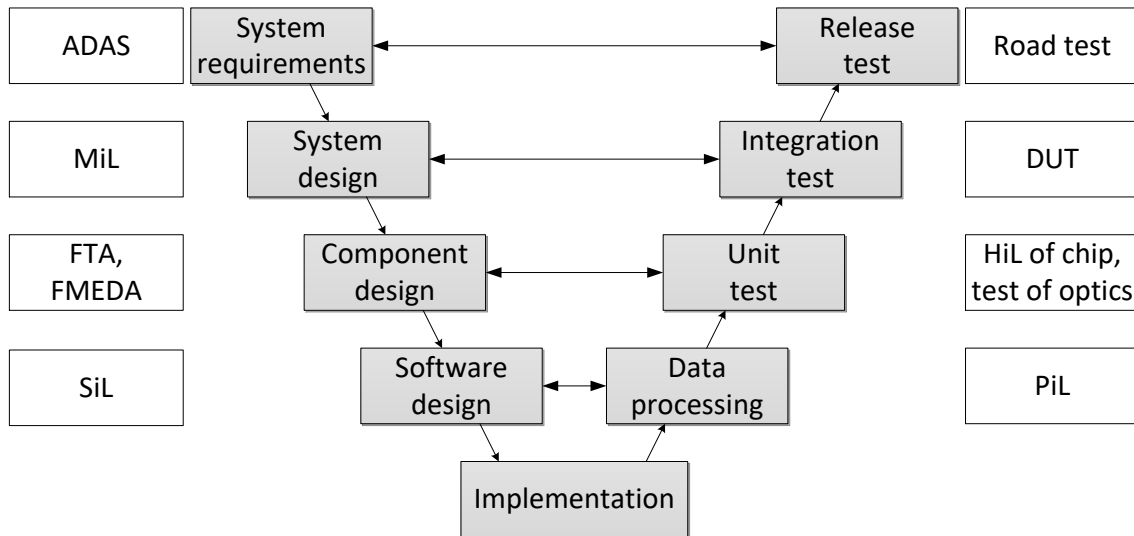 ADAS
System
requirements
Release
test
Road test
MiL
System
design
Integration
test
DUT
FTA,
FMEDA
Component
design
Unit
test
HiL of chip,
test of optics
SiL
Software
design
Data
processing
PiL
Implementation